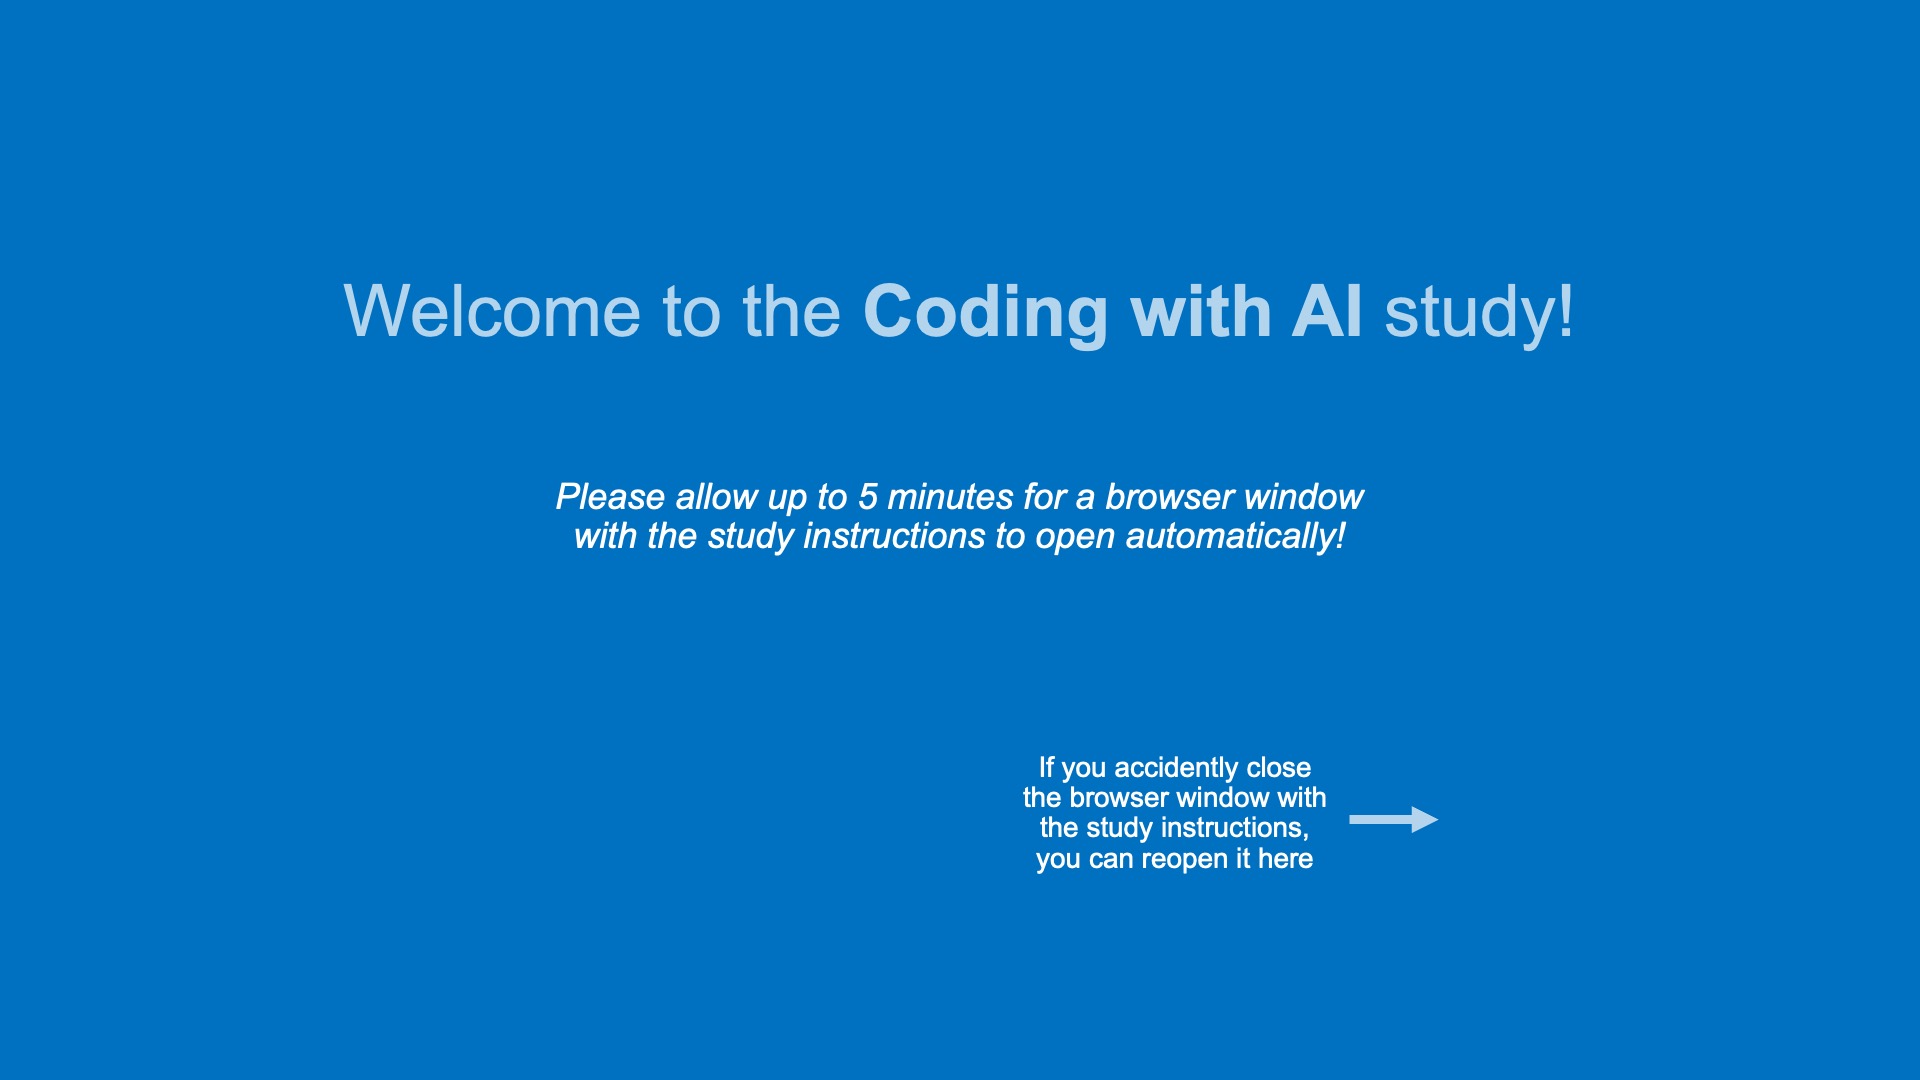 Welcome to the Coding with AI study!
Please allow up to 5 minutes for a browser window
with the study instructions to open automatically!
If you accidently close
the browser window with
the study instructions,
you can reopen it here